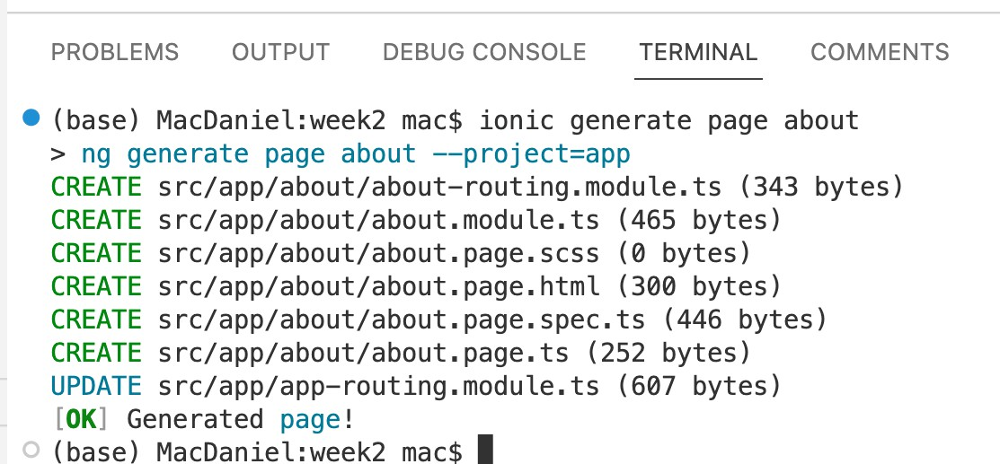 PROBLEMS OUTPUT DEBUG CONSOLE TERMINAL COMMENTS
(base) MacDaniel:week2 mac$ ionic generate page about
> ng generate page about --project=app
CREATE src/app/about/about-routing.module.ts (343 bytes)
CREATE src/app/about/about.module.ts (465 bytes)
CREATE src/app/about/about.page.scss (0 bytes)
CREATE src/app/about/about.page.html (300 bytes)
CREATE src/app/about/about.page.spec.ts (446 bytes)
CREATE src/app/about/about.page.ts (252 bytes)
UPDATE src/app/app-routing.module.ts (607 bytes)
[OK] Generated page!
(base) MacDaniel:week2 mac$